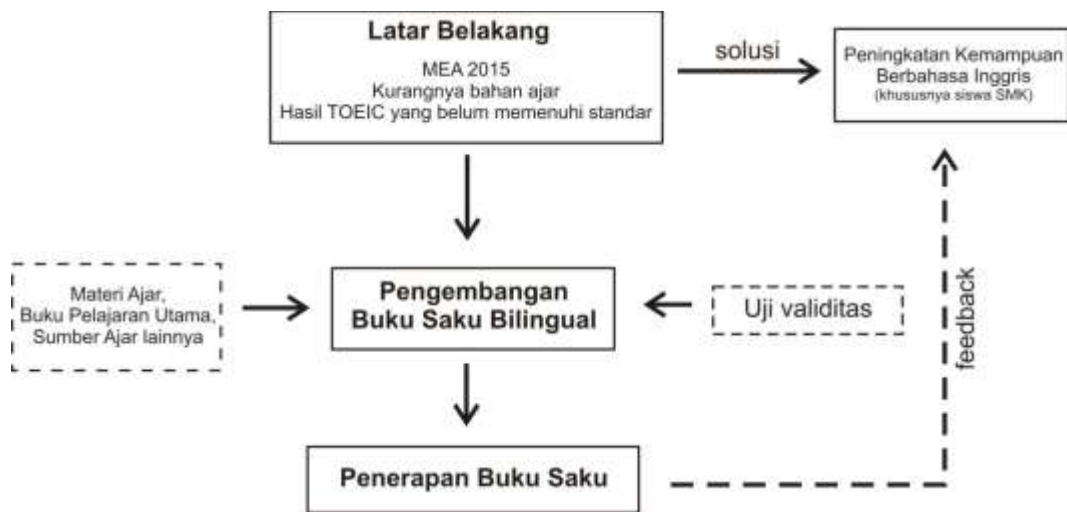 Latar Belakang
MEA 2015
Kurangnya bahan ajar
Hasil TOEIC yang belum memenuhi standar
solusi
Peningkatan Kemampuan
Berbahasa Inggris
(khususnya siswa SMK)
Materi Ajar,
Buku Pelajaran Utama,
Sumber Ajar lainnya
Pengembangan
Buku Saku Bilingual
Uji validitas
feedback
Penerapan Buku Saku